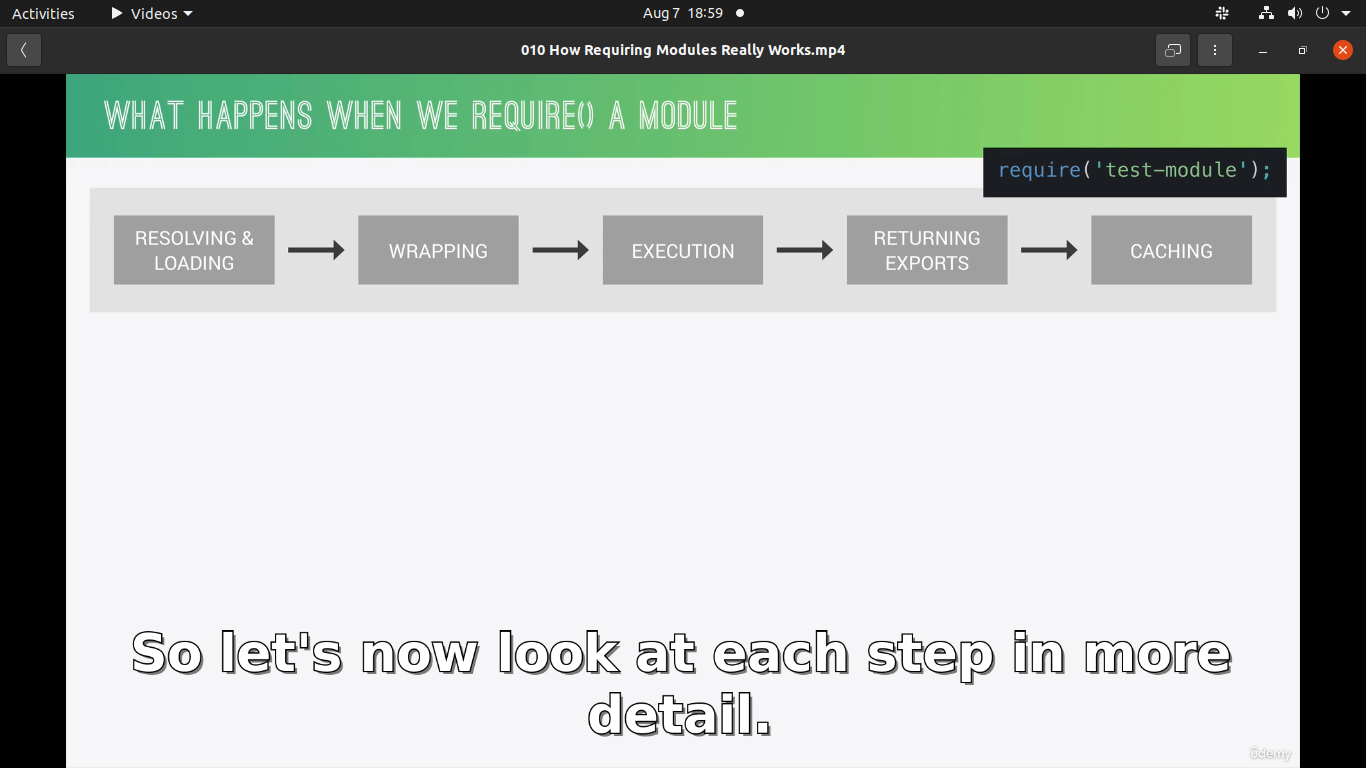 Activities
Videos
Aug 7 18:59
010 How Requiring Modules Really Works.mp4
WHAT HAPPENS WHEN WE REQUIRE() A MODULE
require('test-module');
RESOLVING &
LOADING
WRAPPING
EXECUTION
RETURNING
EXPORTS
CACHING
So let's now look at each step in more
detail.
ûdemy